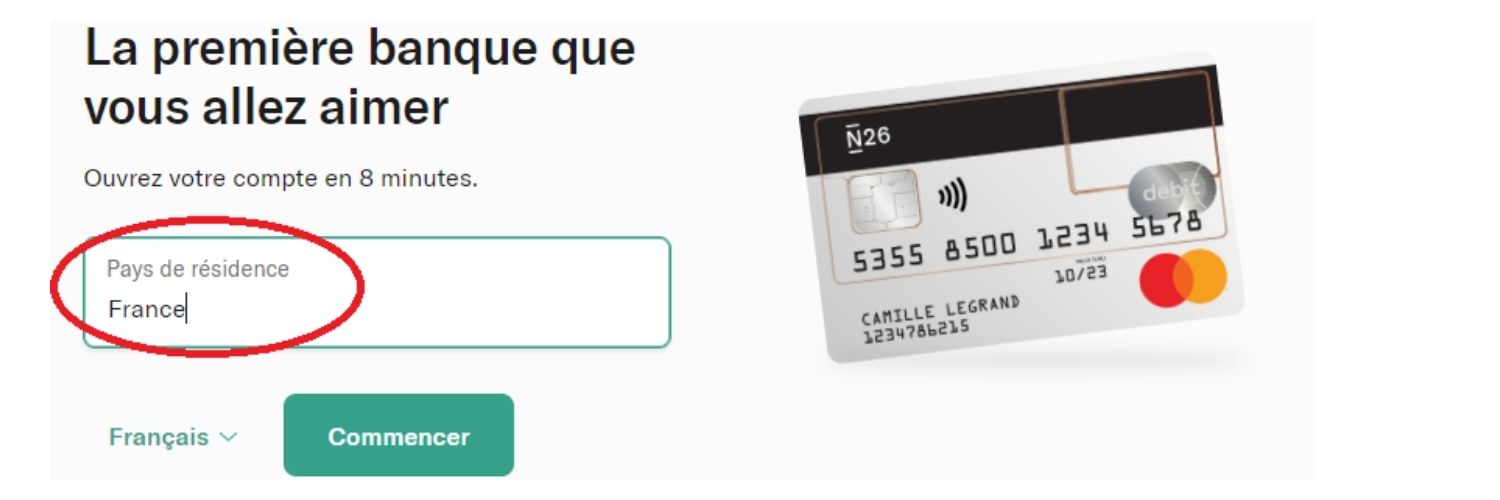 La première banque que
vous allez aimer
Ouvrez votre compte en 8 minutes.
Pays de résidence
France
Français
Commencer
N26
debit
5355 8500 1234 5678
10/23
CAMILLE LEGRAND
1234786215